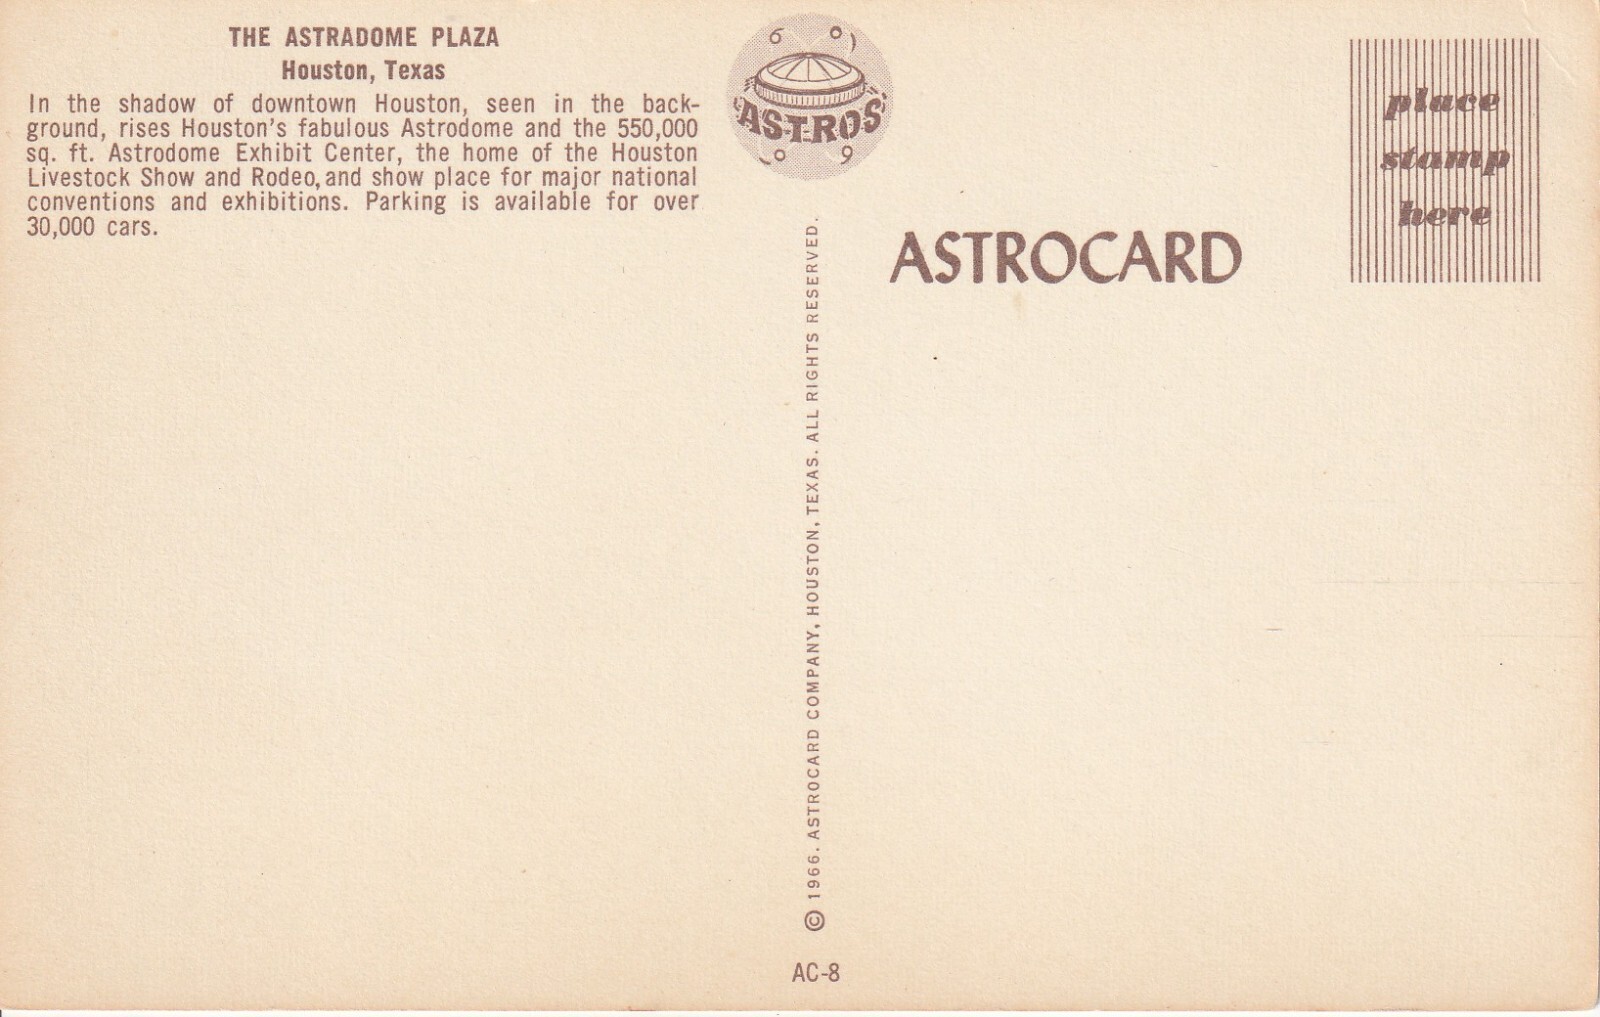 THE ASTRADOME PLAZA
Houston, Texas
In the shadow of downtown Houston, seen in the back-
ground, rises Houston's fabulous Astrodome and the 550,000
sq. ft. Astrodome Exhibit Center, the home of the Houston
Livestock Show and Rodeo, and show place for major national
conventions and exhibitions. Parking is available for over
30,000 cars.
ASTROS
ASTROCARD
place
stamp
here
© 1966. ASTROCARD COMPANY, HOUSTON, TEXAS. ALL RIGHTS RESERVED.
AC-8